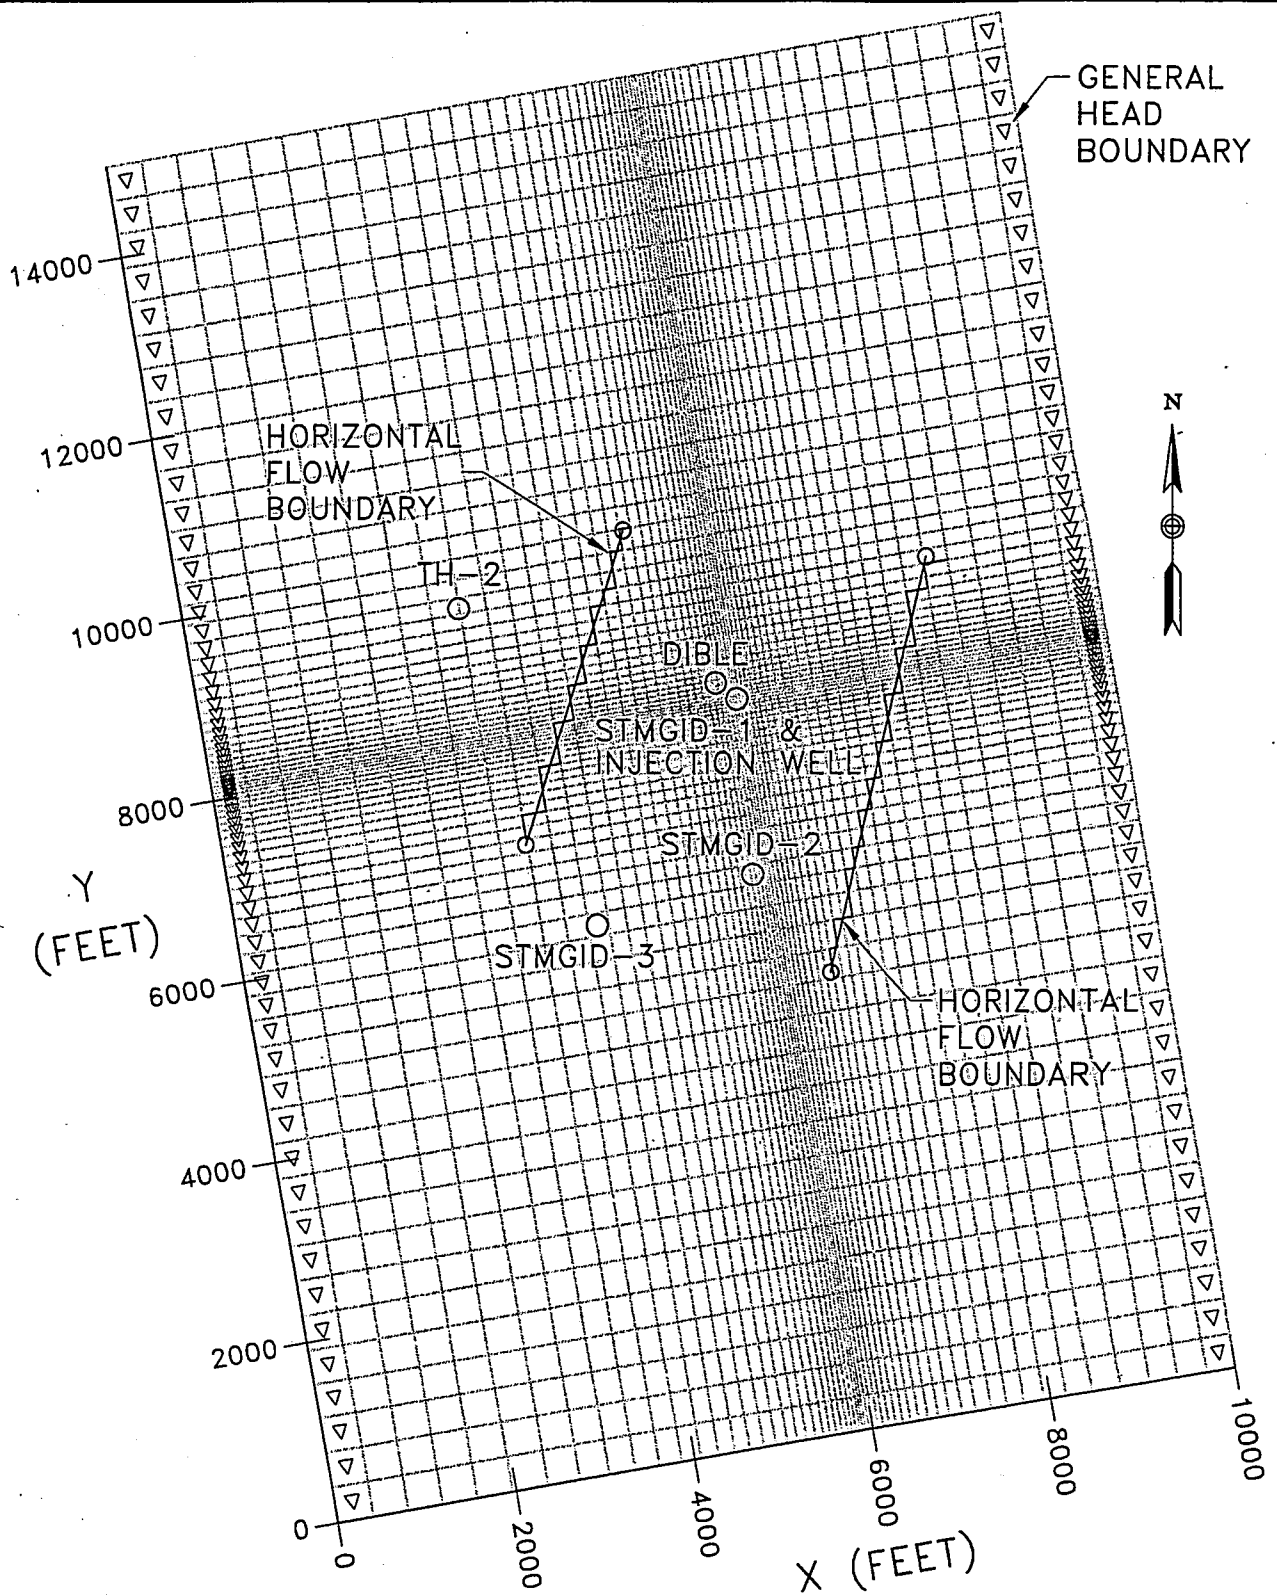 GENERAL
HEAD
BOUNDARY
14000
N
12000
HORIZONTAL
FLOW
BOUNDARY
TH-2
10000
DIBLE
STMGID-1 &
INJECTION WELL
8000
STMGID-2
Y
(FEET)
STMGID-3
6000
HORIZONTAL
FLOW
BOUNDARY
4000
2000
0
0
2000
4000
6000
8000
10000
X (FEET)